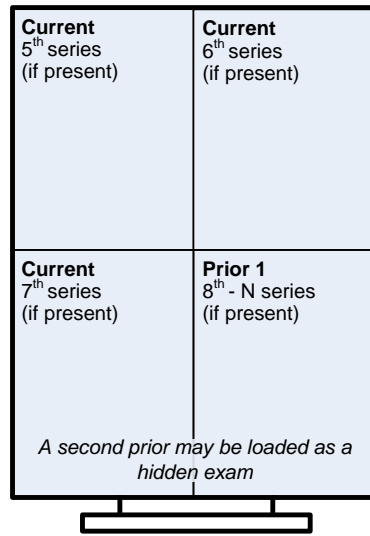 Current
5th series
(if present)
Current
6th series
(if present)
Current
7th series
(if present)
Prior 1
8th - N series
(if present)
A second prior may be loaded as a
hidden exam